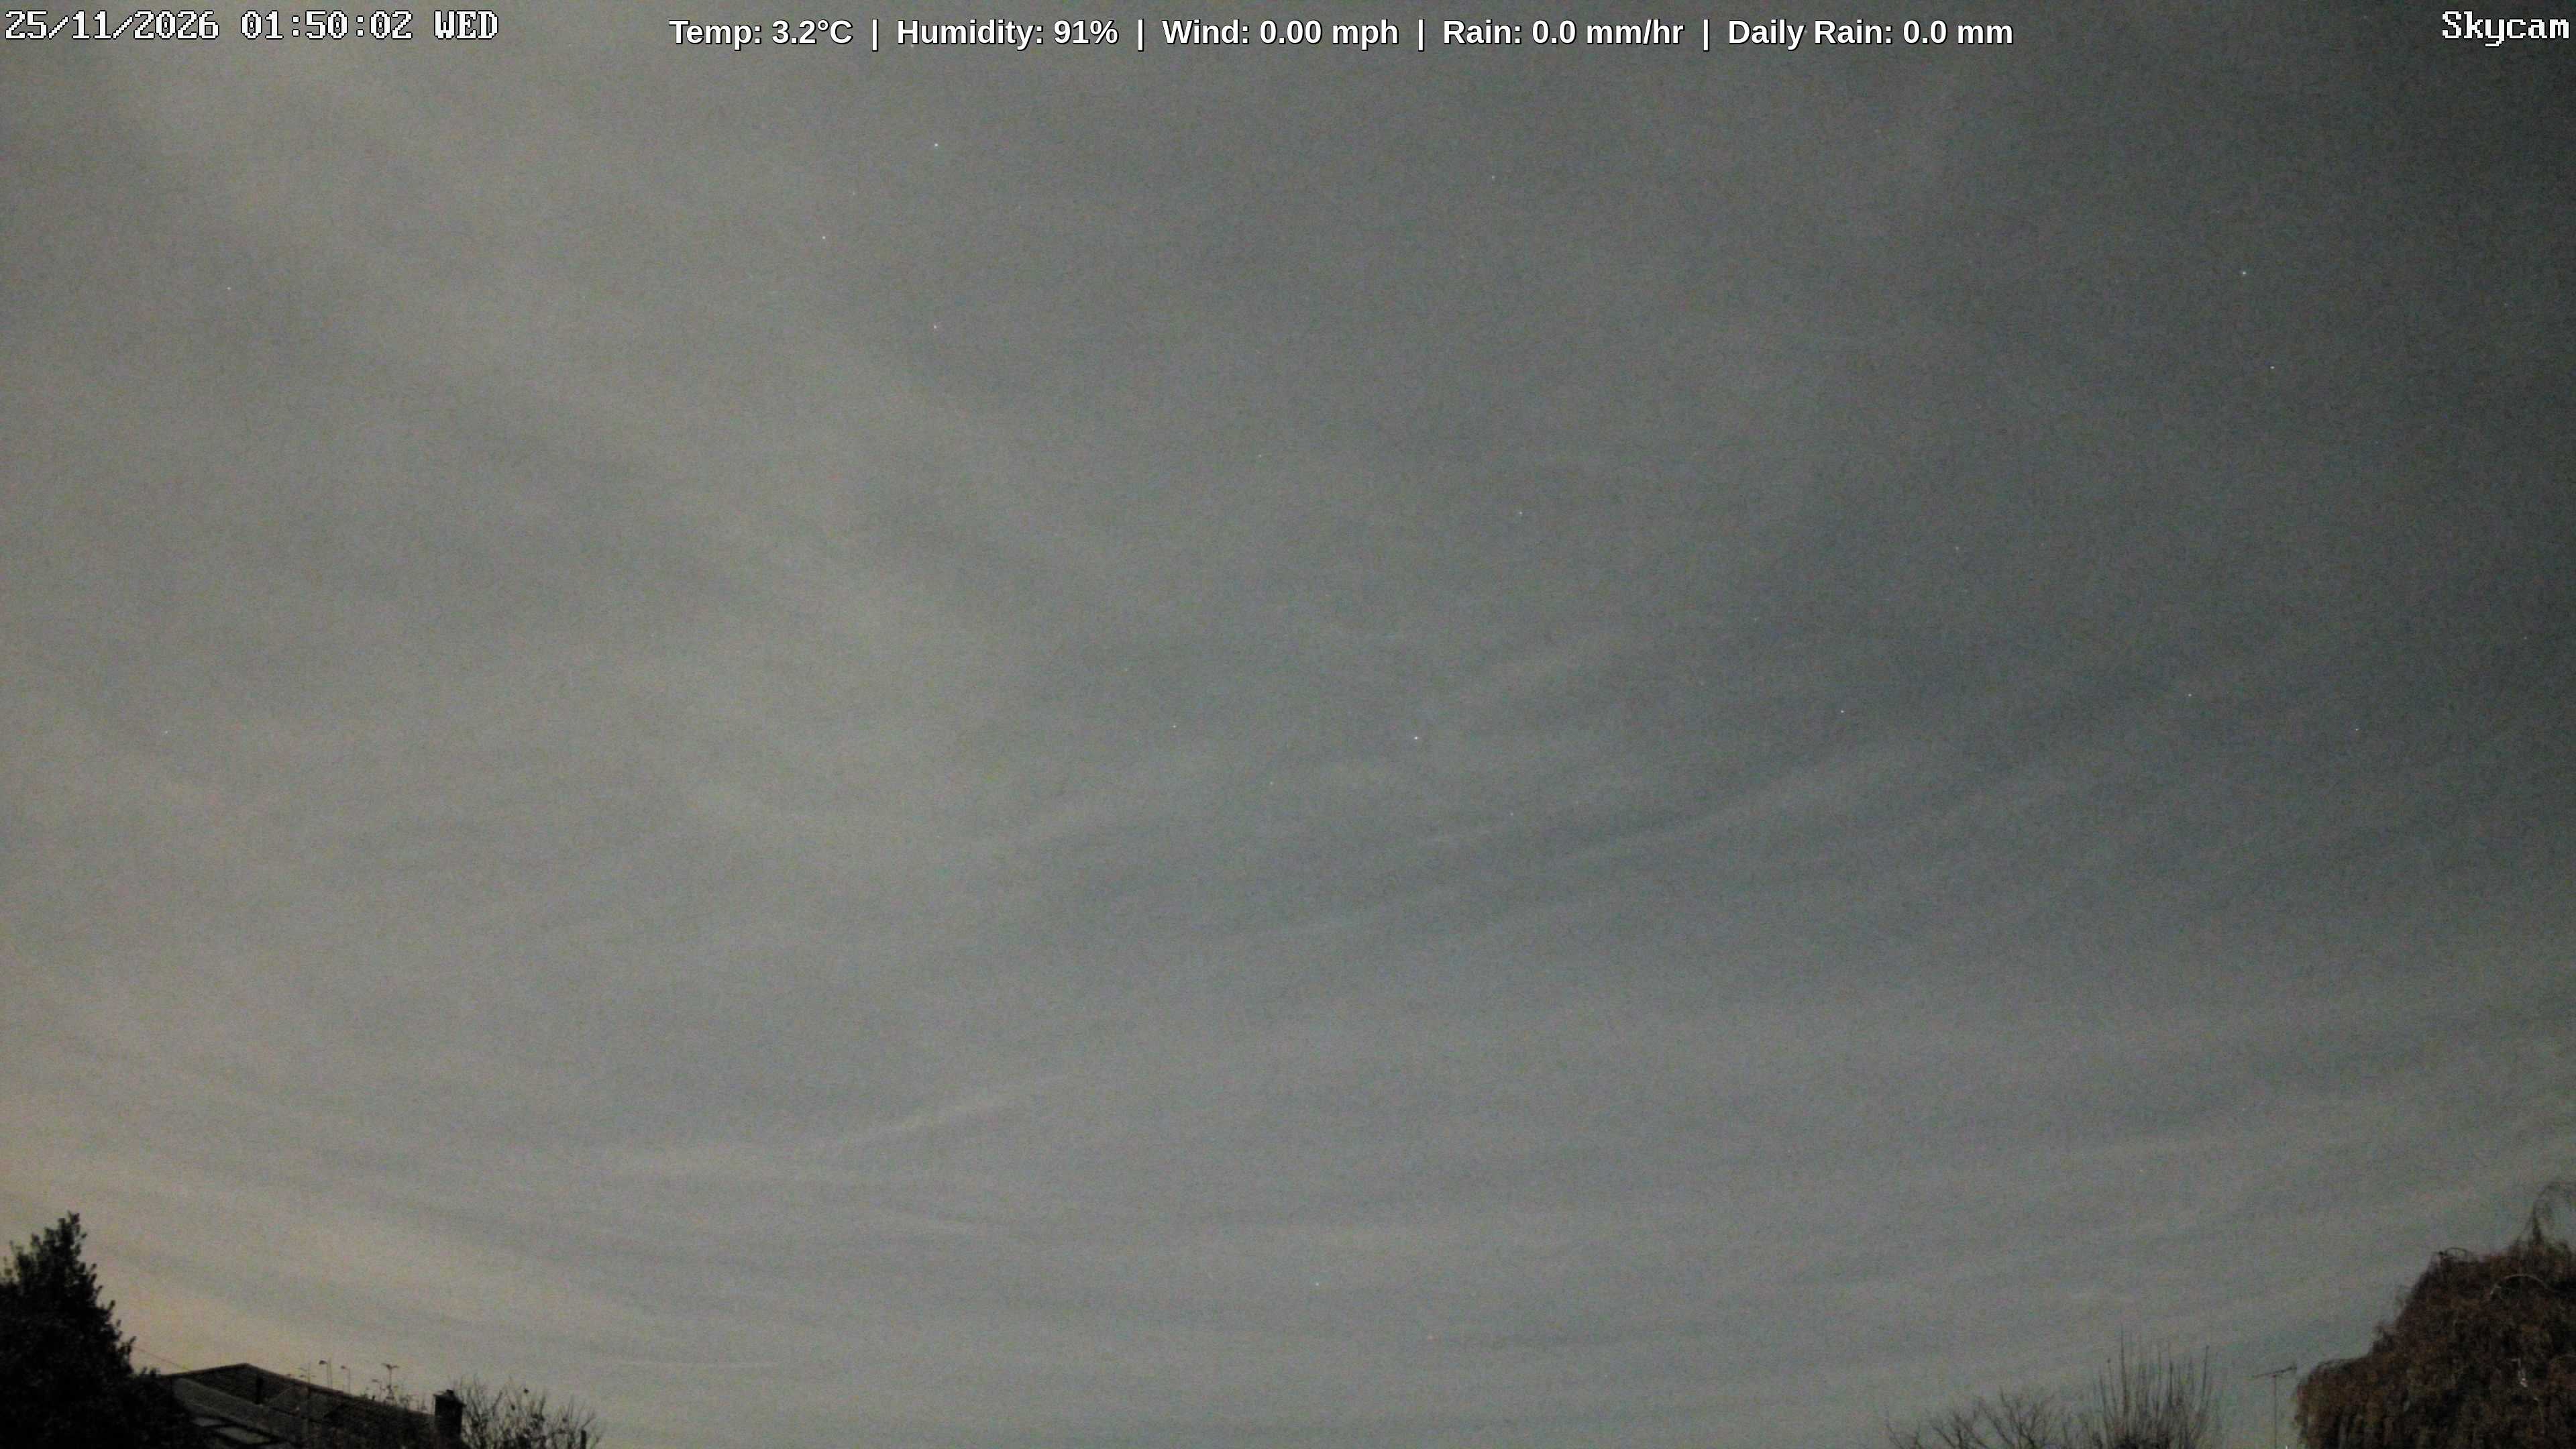 25/11/2026 01:50:02 WED
Temp: 3.2°C | Humidity: 91% | Wind: 0.00 mph | Rain: 0.0 mm/hr | Daily Rain: 0.0 mm
Skycam